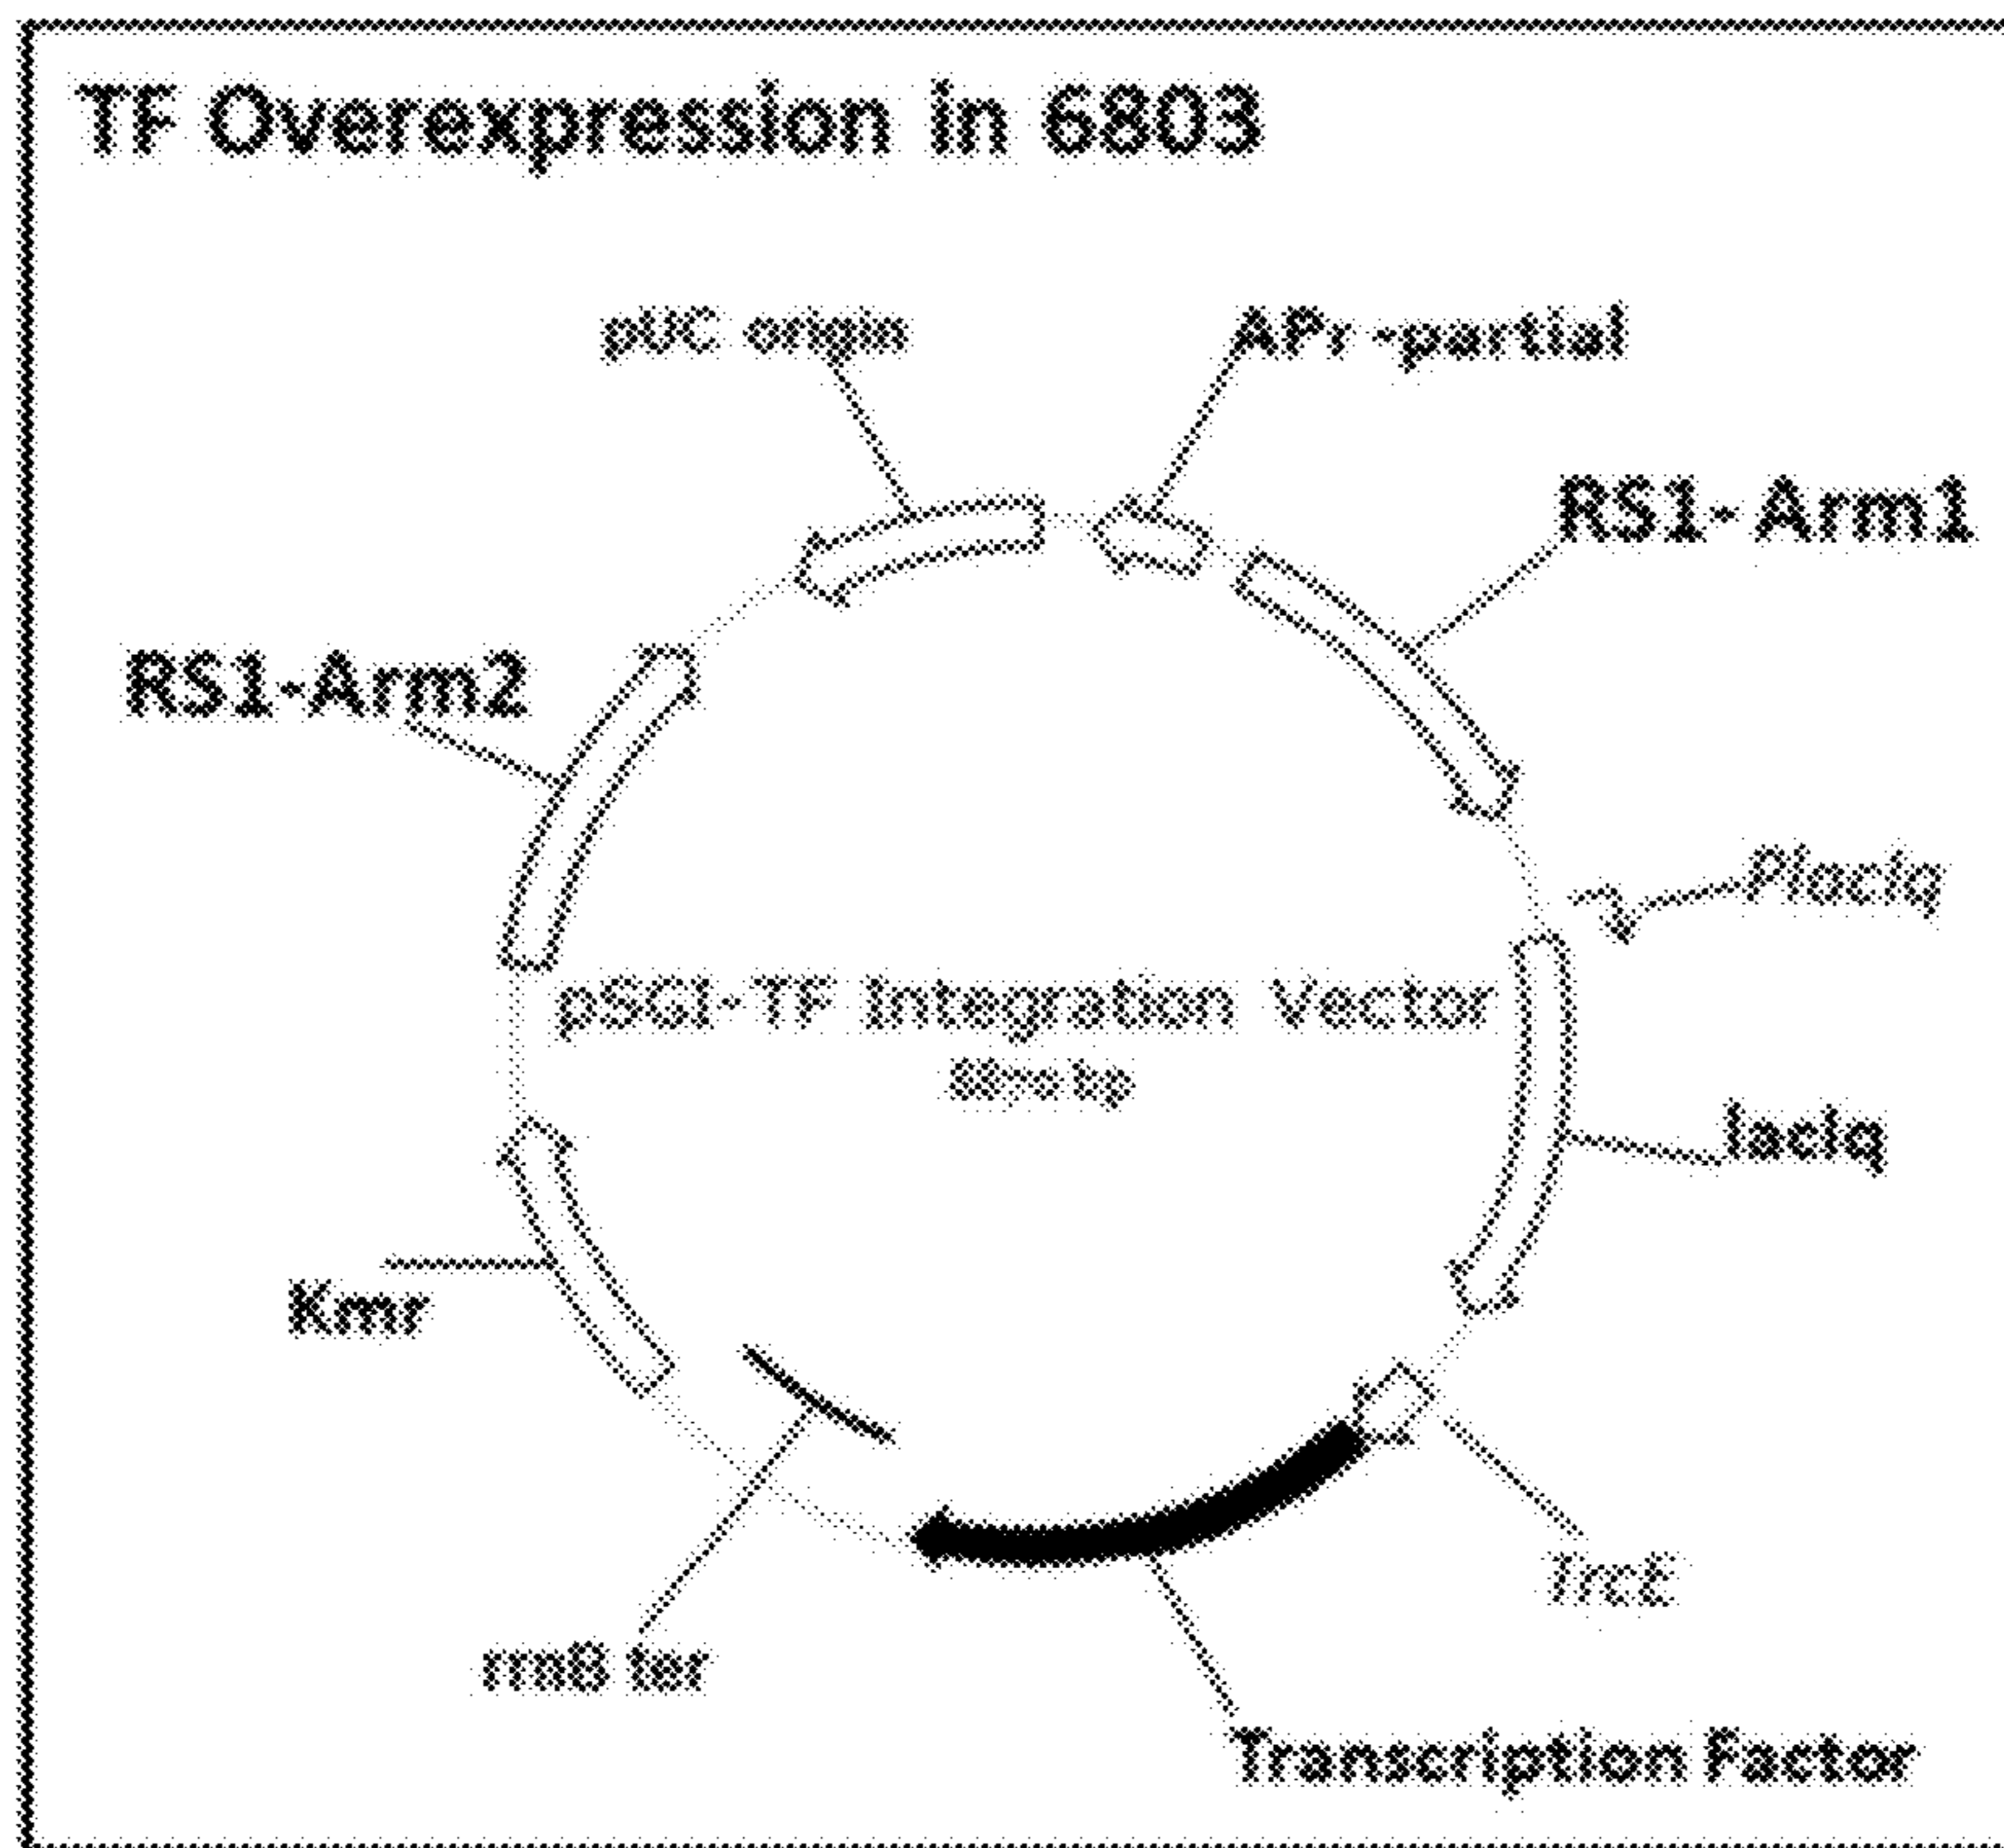 TF Overexpression in 6803
pUC origin
APr -partial
RS1- Arm1
RS1-Arm2
Placiq
pSGI-TF Integration Vector
bp
laciq
Kmr
rrnB ter
Transcription Factor